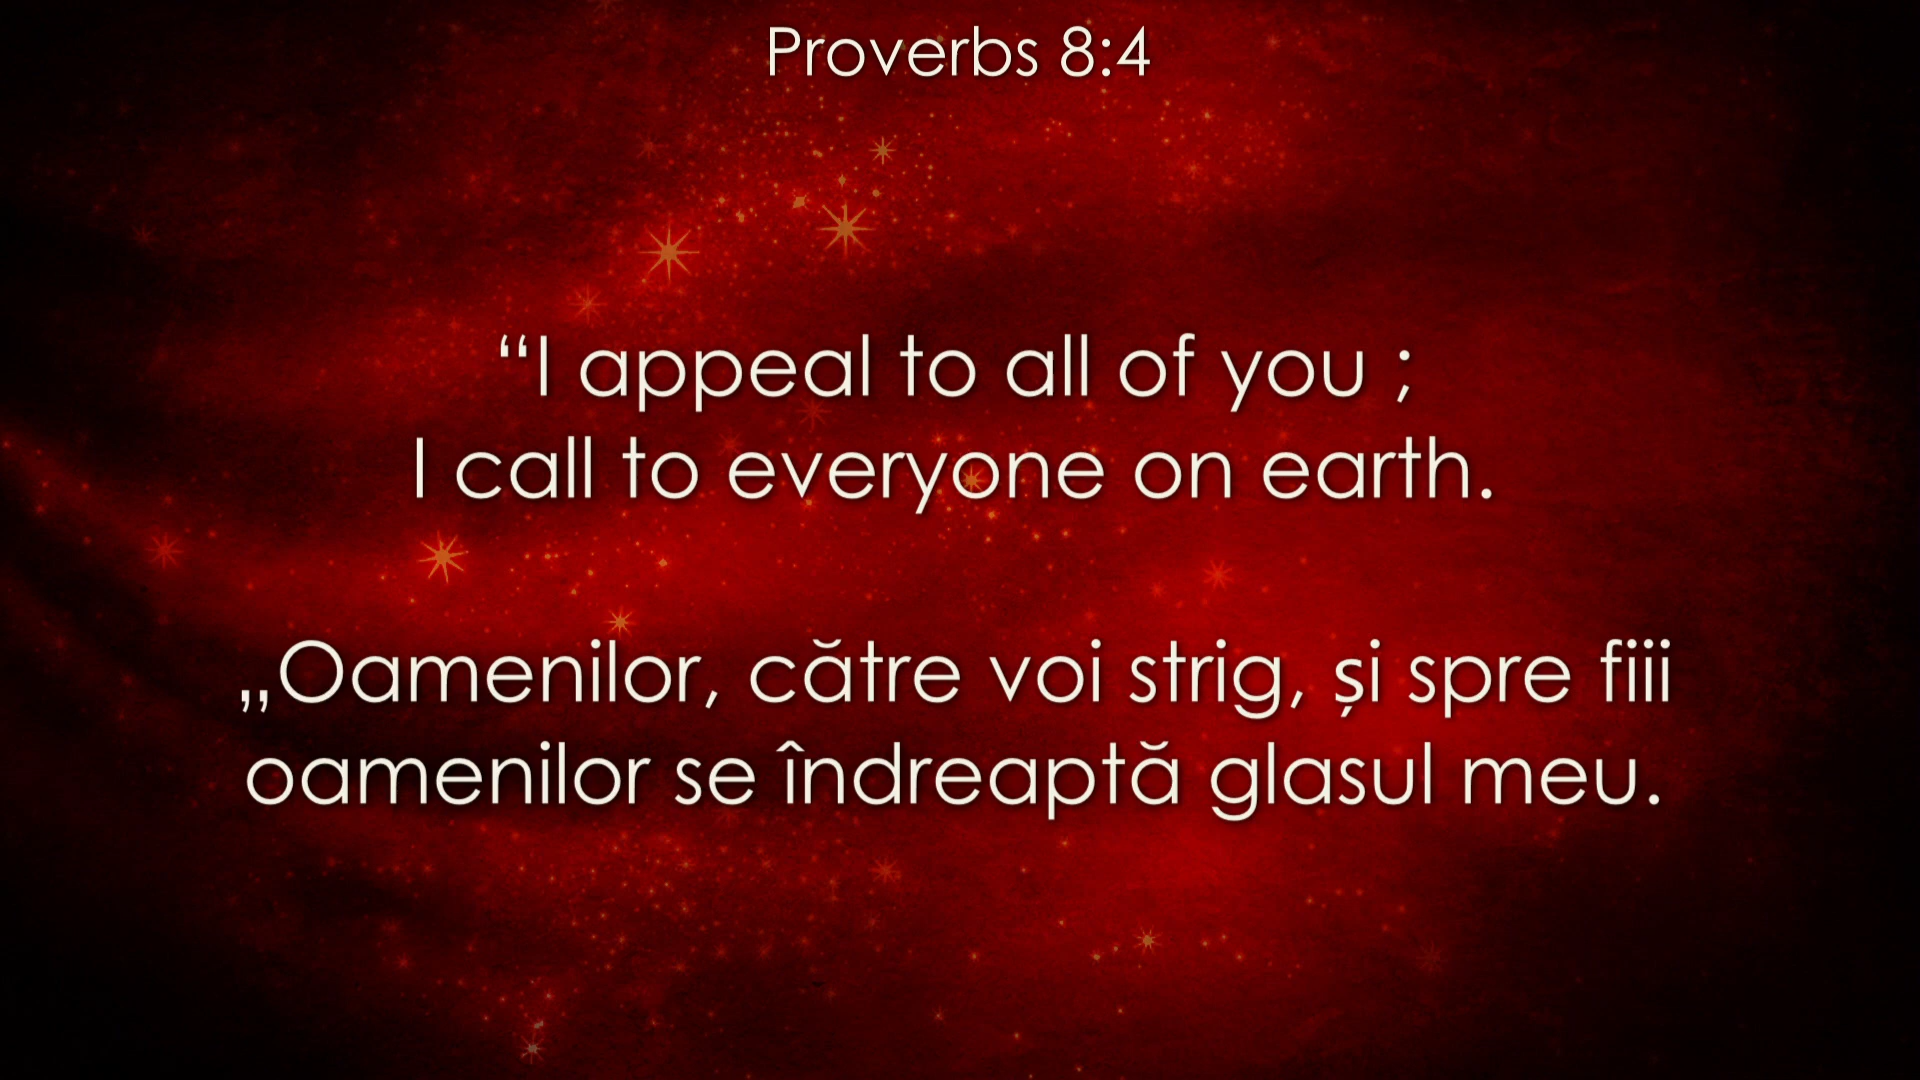 Proverbs 8:4
“I appeal to all of you ;
I call to everyone on earth.
„Oamenilor, către voi strig, și spre fiii
oamenilor se îndreaptă glasul meu.